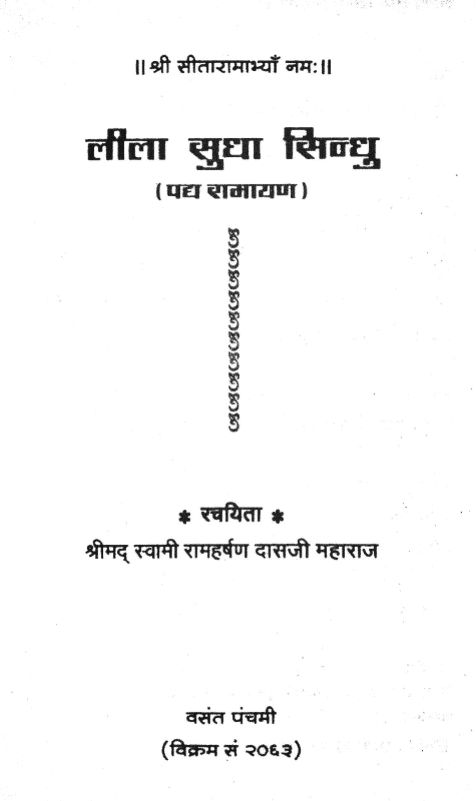 ॥ श्री सीतारामाभ्याँ नमः॥
लीला सुधा सिन्धु
(पद्य रामायण)
* रचयिता *
श्रीमद् स्वामी रामहर्षण दासजी महाराज
वसंत पंचमी
(विक्रम सं २०६३)